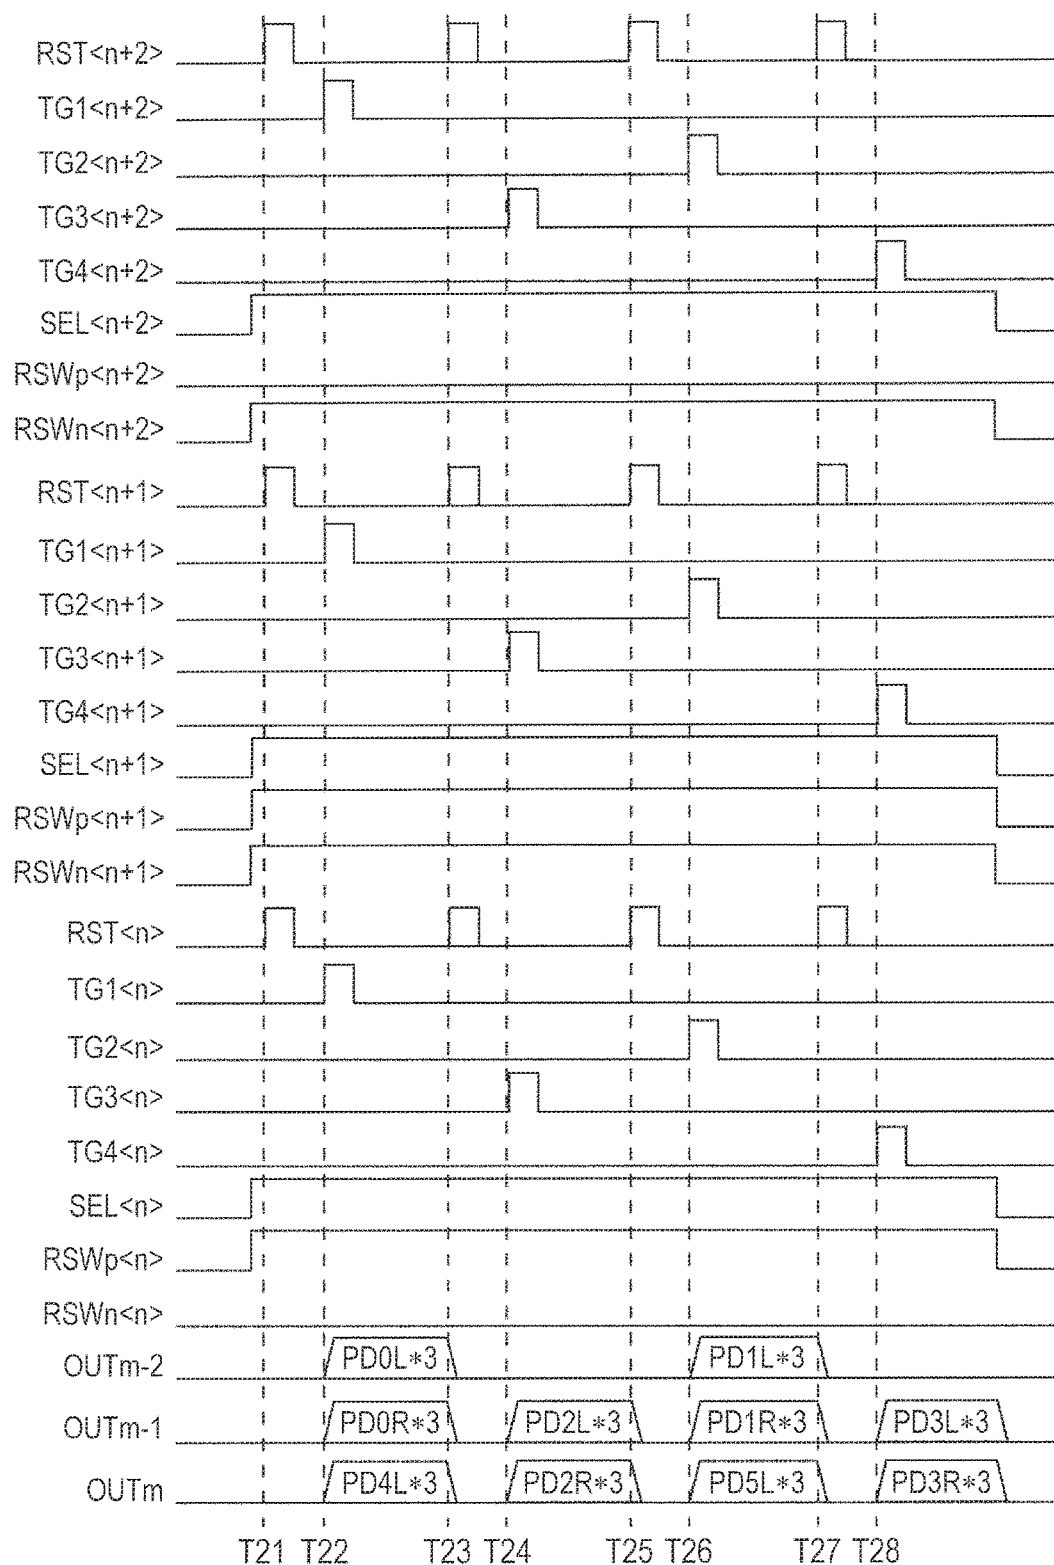 RST<n+2>
TG1<n+2>
TG2<n+2>
TG3<n+2>
TG4<n+2>
SEL<n+2>
RSWp<n+2>
RSWn<n+2>
RST<n+1>
TG1<n+1>
TG2<n+1>
TG3<n+1>
TG4<n+1>
SEL<n+1>
RSWp<n+1>
RSWn<n+1>
RST<n>
TG1<n>
TG2<n>
TG3<n>
TG4<n>
SEL<n>
RSWp<n>
RSWn<n>
OUTm-2 PD0L*3 PD1L*3
OUTm-1 PD0R*3 PD2L*3 PD1R*3 PD3L*3
OUTm PD4L*3 PD2R*3 PD5L*3 PD3R*3
T21 T22 T23 T24 T25 T26 T27 T28